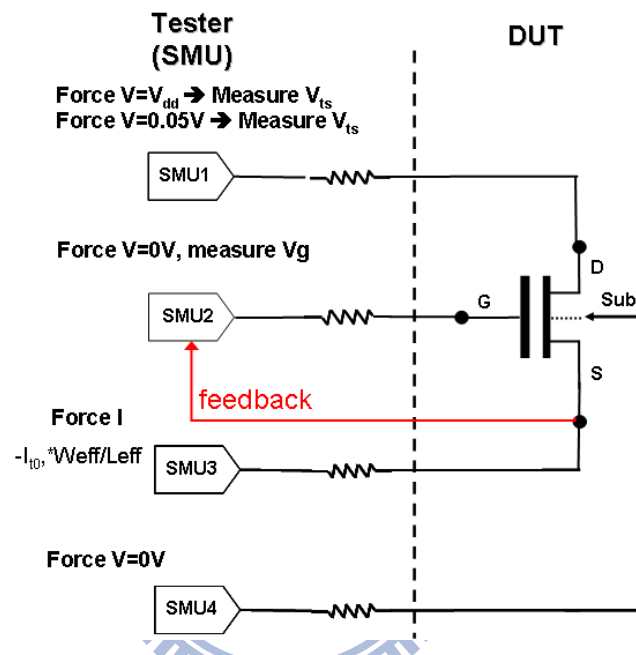 Tester
(SMU)
DUT
Force V=Vdd ➔ Measure Vts
Force V=0.05V ➔ Measure Vts
SMU1
Force V=0V, measure Vg
D
SMU2
G
Sub
S
feedback
Force I
-It0,*Weff/Leff
SMU3
Force V=0V
SMU4